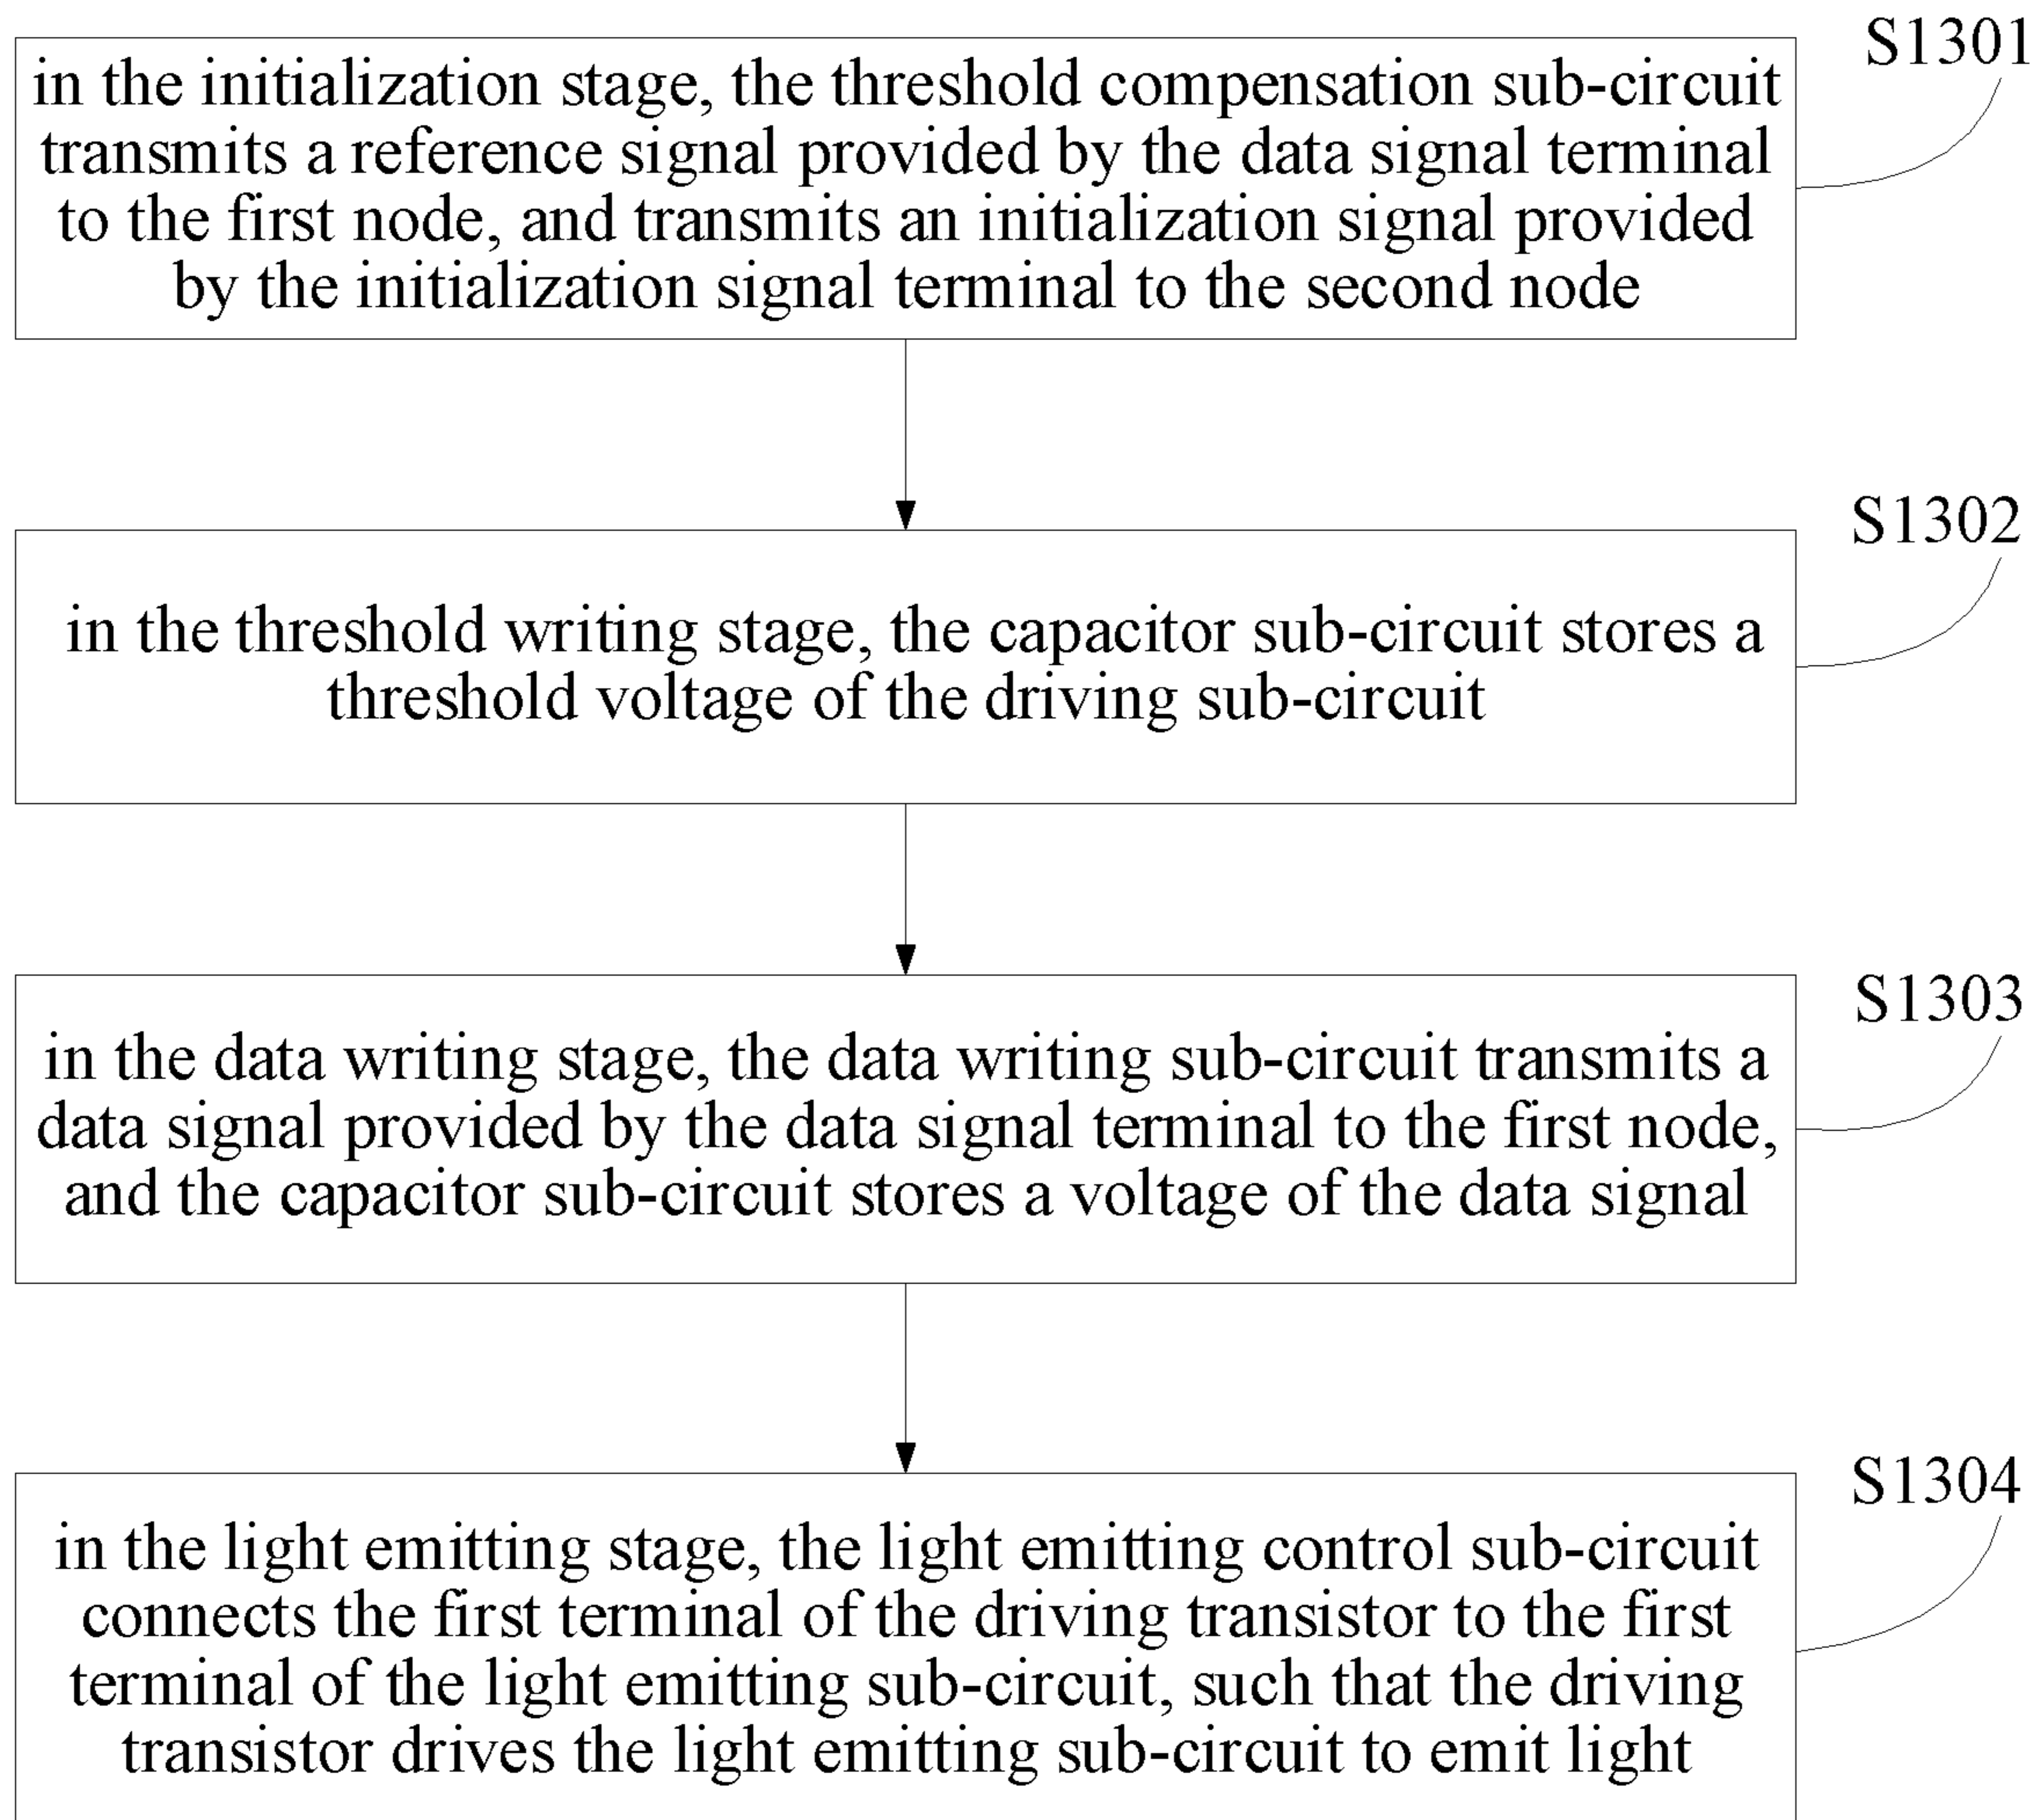 S1301
in the initialization stage, the threshold compensation sub-circuit
transmits a reference signal provided by the data signal terminal
to the first node, and transmits an initialization signal provided
by the initialization signal terminal to the second node
S1302
in the threshold writing stage, the capacitor sub-circuit stores a
threshold voltage of the driving sub-circuit
S1303
in the data writing stage, the data writing sub-circuit transmits a
data signal provided by the data signal terminal to the first node,
and the capacitor sub-circuit stores a voltage of the data signal
S1304
in the light emitting stage, the light emitting control sub-circuit
connects the first terminal of the driving transistor to the first
terminal of the light emitting sub-circuit, such that the driving
transistor drives the light emitting sub-circuit to emit light